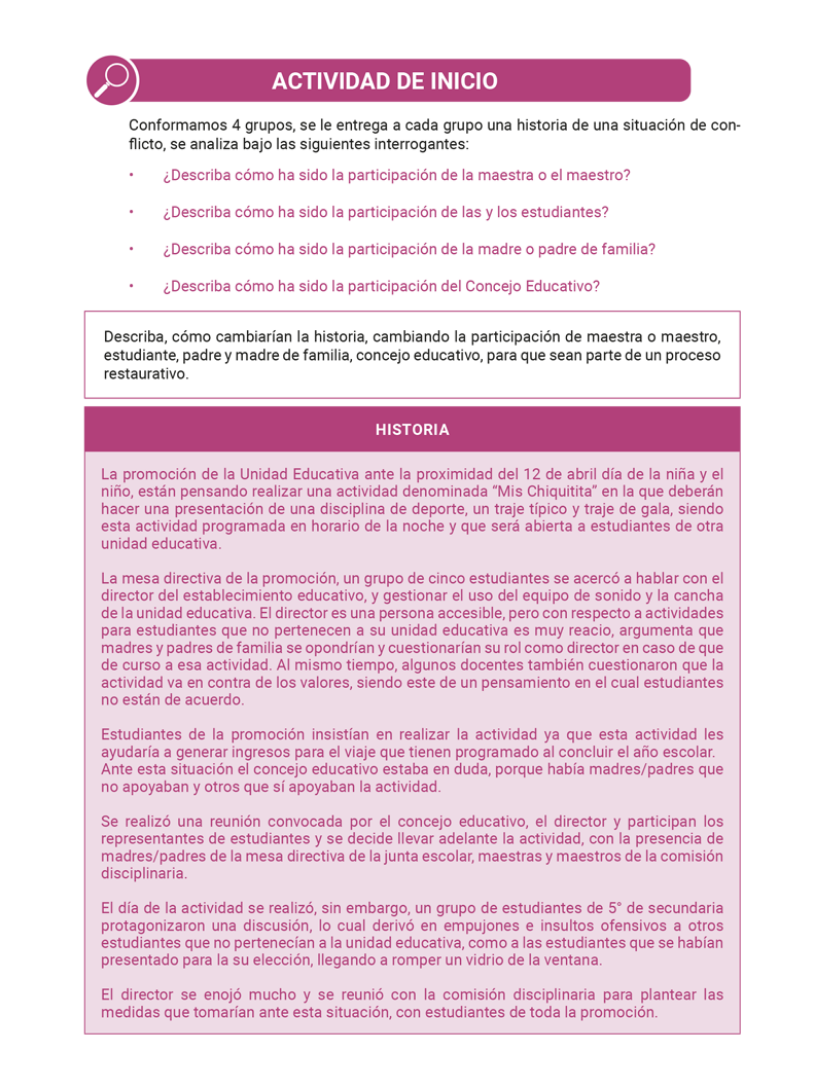 ACTIVIDAD DE INICIO
Conformamos 4 grupos, se le entrega a cada grupo una historia de una situación de con-
flicto, se analiza bajo las siguientes interrogantes:
• ¿Describa cómo ha sido la participación de la maestra o el maestro?
• ¿Describa cómo ha sido la participación de las y los estudiantes?
• ¿Describa cómo ha sido la participación de la madre o padre de familia?
• ¿Describa cómo ha sido la participación del Concejo Educativo?
Describa, cómo cambiarían la historia, cambiando la participación de maestra o maestro,
estudiante, padre y madre de familia, concejo educativo, para que sean parte de un proceso
restaurativo.
HISTORIA
La promoción de la Unidad Educativa ante la proximidad del 12 de abril día de la niña y el
niño, están pensando realizar una actividad denominada “Mis Chiquitita” en la que deberán
hacer una presentación de una disciplina de deporte, un traje típico y traje de gala, siendo
esta actividad programada en horario de la noche y que será abierta a estudiantes de otra
unidad educativa.
La mesa directiva de la promoción, un grupo de cinco estudiantes se acercó a hablar con el
director del establecimiento educativo, y gestionar el uso del equipo de sonido y la cancha
de la unidad educativa. El director es una persona accesible, pero con respecto a actividades
para estudiantes que no pertenecen a su unidad educativa es muy reacio, argumenta que
madres y padres de familia se opondrían y cuestionarían su rol como director en caso de que
de curso a esa actividad. Al mismo tiempo, algunos docentes también cuestionaron que la
actividad va en contra de los valores, siendo este de un pensamiento en el cual estudiantes
no están de acuerdo.
Estudiantes de la promoción insistían en realizar la actividad ya que esta actividad les
ayudaría a generar ingresos para el viaje que tienen programado al concluir el año escolar.
Ante esta situación el concejo educativo estaba en duda, porque había madres/padres que
no apoyaban y otros que sí apoyaban la actividad.
Se realizó una reunión convocada por el concejo educativo, el director y participan los
representantes de estudiantes y se decide llevar adelante la actividad, con la presencia de
madres/padres de la mesa directiva de la junta escolar, maestras y maestros de la comisión
disciplinaria.
El día de la actividad se realizó, sin embargo, un grupo de estudiantes de 5° de secundaria
protagonizaron una discusión, lo cual derivó en empujones e insultos ofensivos a otros
estudiantes que no pertenecían a la unidad educativa, como a las estudiantes que se habían
presentado para la su elección, llegando a romper un vidrio de la ventana.
El director se enojó mucho y se reunió con la comisión disciplinaria para plantear las
medidas que tomarían ante esta situación, con estudiantes de toda la promoción.